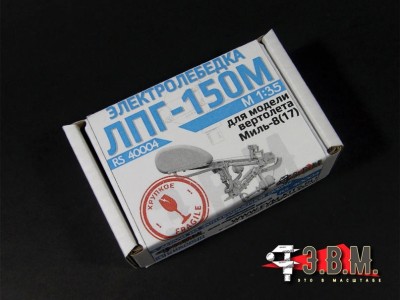 ЭЛЕКТРОЛЕБЕДКА
ЛПГ-150М
RS 40004
М 1:35
для модели
вертолета
Миль-8(17)
ХРУПКОЕ
FRAGILE
З.В.М.
ЭТО В МАСШТАБЕ